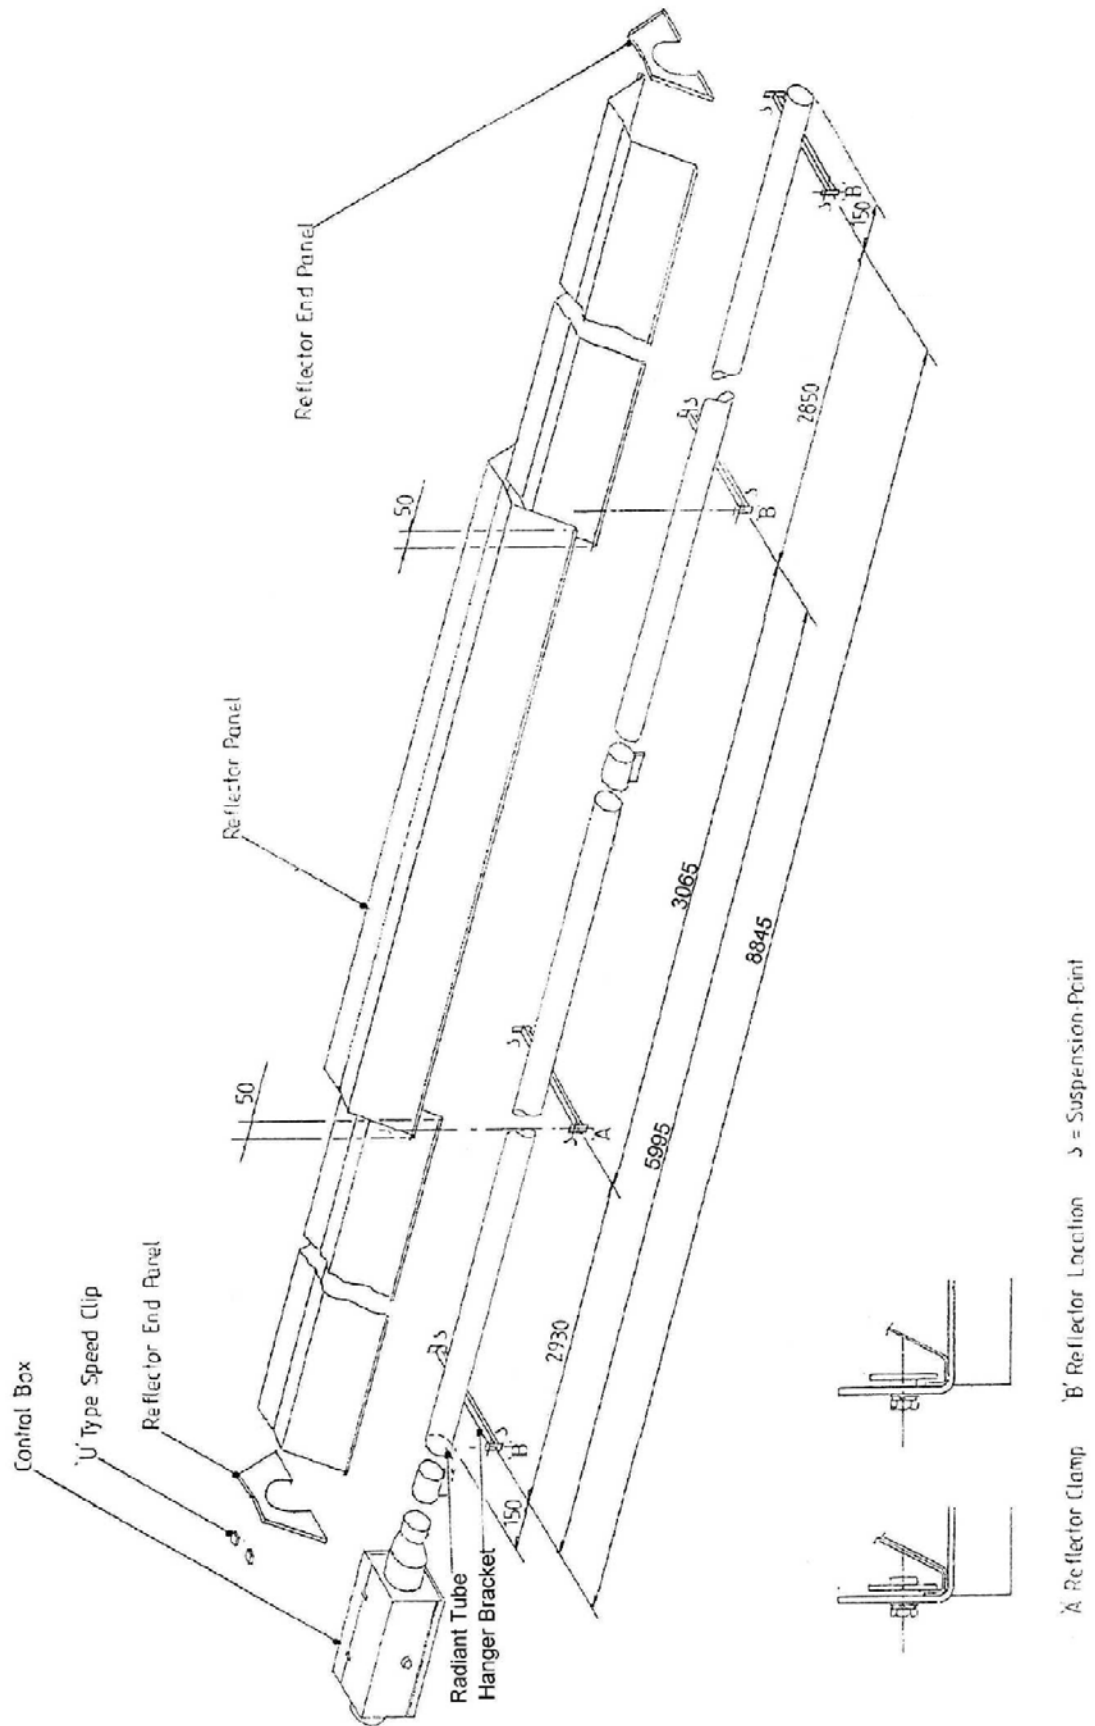 Control Box
'U' Type Speed Clip
Reflector End Panel
Reflector Panel
Reflector End Panel
50
50
S
S
S
S
S
'B'
S
'A'
S
'B'
S
'B'
Radiant Tube
Hanger Bracket
150
2930
3065
2850
150
5995
8845
'A' Reflector Clamp
'B' Reflector Location
S = Suspension-Point